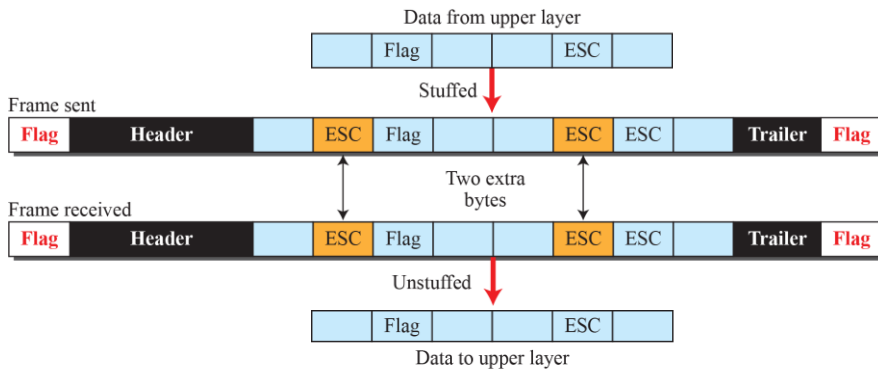 Data from upper layer
Flag ESC
Stuffed
Frame sent
Flag Header ESC Flag ESC ESC Trailer Flag
Two extra
bytes
Frame received
Flag Header ESC Flag ESC ESC Trailer Flag
Unstuffed
Flag ESC
Data to upper layer